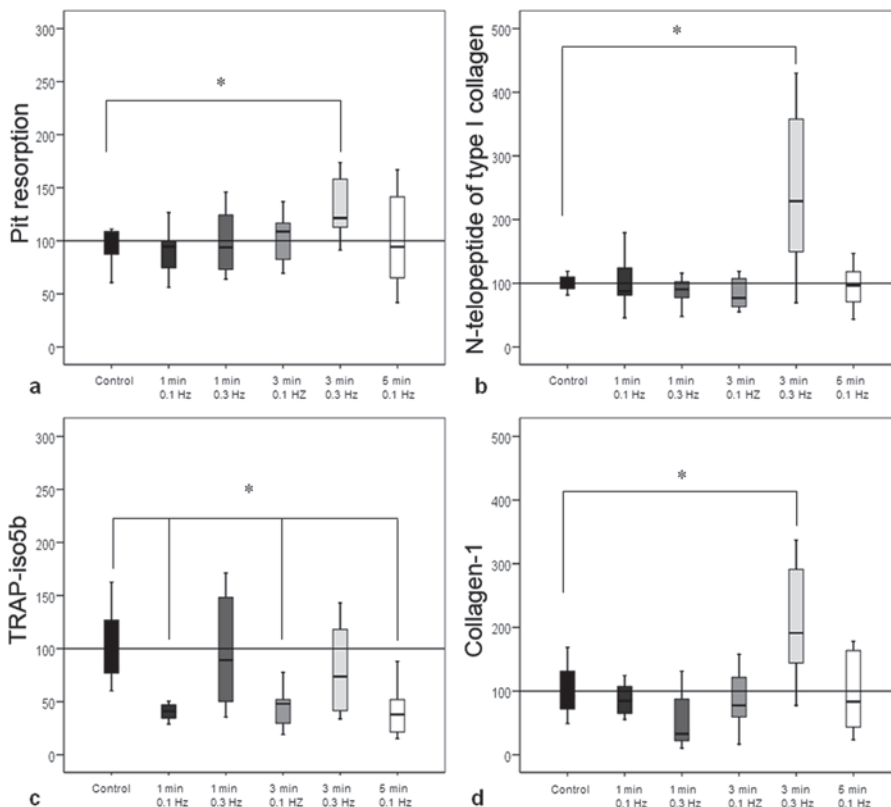 300
250
200
150
100
50
0
Pit resorption
*
Control
1 min
0.1 Hz
1 min
0.3 Hz
3 min
0.1 HZ
3 min
0.3 Hz
5 min
0.1 Hz
a
500
400
300
200
100
0
N-telopeptide of type I collagen
*
Control
1 min
0.1 Hz
1 min
0.3 Hz
3 min
0.1 HZ
3 min
0.3 Hz
5 min
0.1 Hz
b
300
250
200
150
100
50
0
TRAP-iso5b
*
Control
1 min
0.1 Hz
1 min
0.3 Hz
3 min
0.1 HZ
3 min
0.3 Hz
5 min
0.1 Hz
c
500
400
300
200
100
0
Collagen-1
*
Control
1 min
0.1 Hz
1 min
0.3 Hz
3 min
0.1 HZ
3 min
0.3 Hz
5 min
0.1 Hz
d